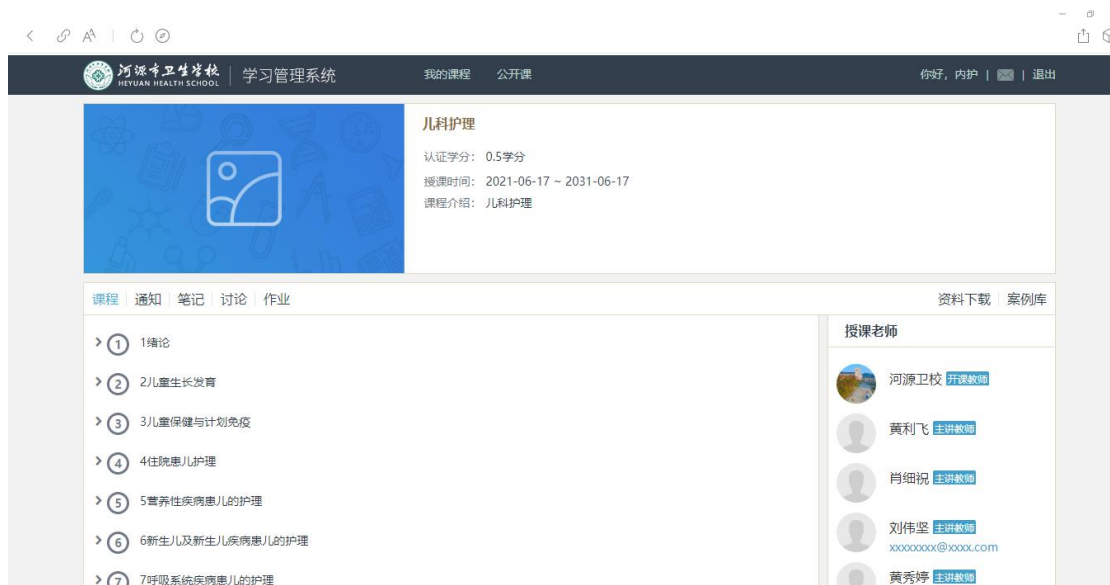 河源市卫生学校 | 学习管理系统 我的课程 公开课 你好，内护 | | 退出
HEYUAN HEALTH SCHOOL
儿科护理
认证学分： 0.5学分
授课时间： 2021-06-17 ~ 2031-06-17
课程介绍： 儿科护理
课程 通知 笔记 讨论 作业 资料下载 案例库
1 1绪论
2 2儿童生长发育
3 3儿童保健与计划免疫
4 4住院患儿护理
5 5营养性疾病患儿的护理
6 6新生儿及新生儿疾病患儿的护理
7 7呼吸系统疾病患儿的护理
授课老师
河源卫校 开课教师
黄利飞 主讲教师
肖细祝 主讲教师
刘伟坚 主讲教师
xxxxxxxx@xxxx.com
黄秀婷 主讲教师